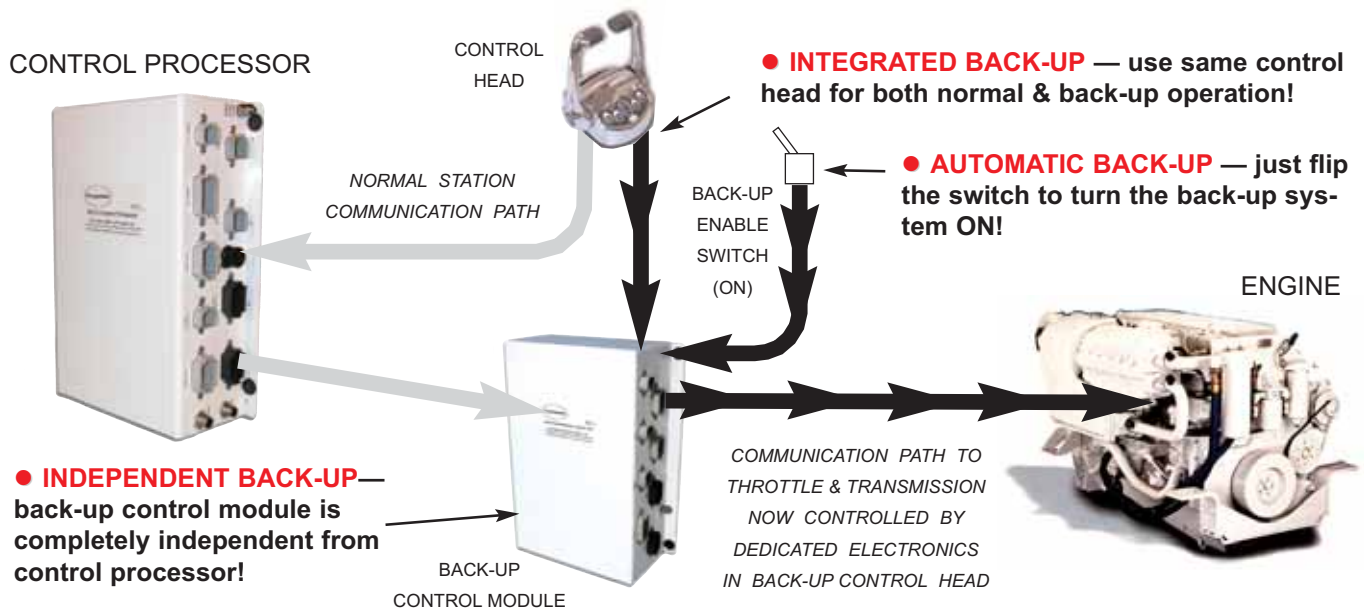 CONTROL PROCESSOR
CONTROL
HEAD
● INTEGRATED BACK-UP — use same control
head for both normal & back-up operation!
● AUTOMATIC BACK-UP — just flip
the switch to turn the back-up sys-
tem ON!
NORMAL STATION
COMMUNICATION PATH
BACK-UP
ENABLE
SWITCH
(ON)
ENGINE
● INDEPENDENT BACK-UP—
back-up control module is
completely independent from
control processor!
BACK-UP
CONTROL MODULE
COMMUNICATION PATH TO
THROTTLE & TRANSMISSION
NOW CONTROLLED BY
DEDICATED ELECTRONICS
IN BACK-UP CONTROL HEAD